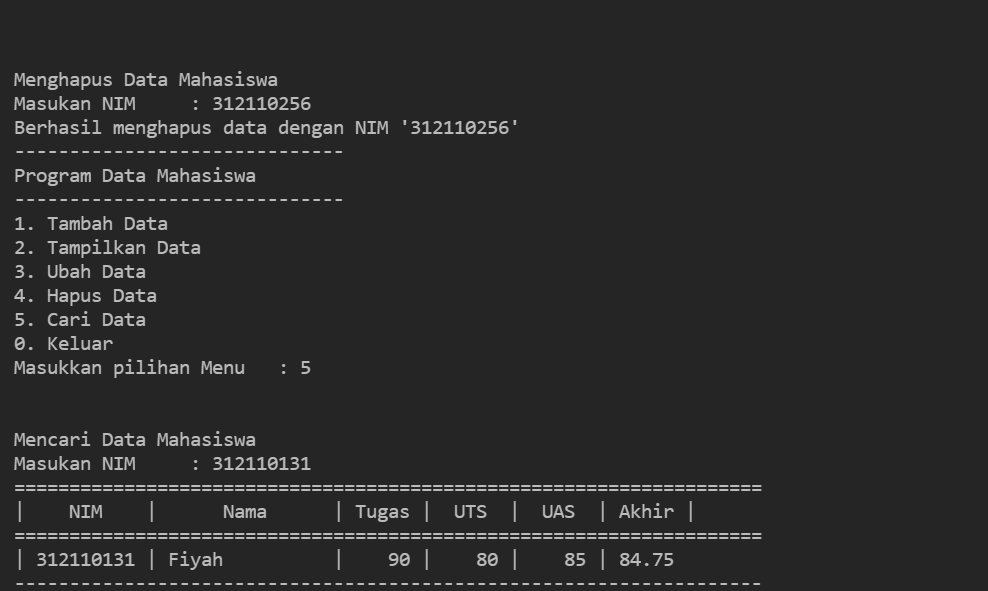 Menghapus Data Mahasiswa
Masukan NIM     : 312110256
Berhasil menghapus data dengan NIM '312110256'
------------------------------
Program Data Mahasiswa
------------------------------
1. Tambah Data
2. Tampilkan Data
3. Ubah Data
4. Hapus Data
5. Cari Data
0. Keluar
Masukkan pilihan Menu   : 5
Mencari Data Mahasiswa
Masukan NIM     : 312110131
====================================================================
|    NIM    |      Nama      | Tugas |  UTS  |  UAS  | Akhir |
====================================================================
| 312110131 | Fiyah          |    90 |    80 |    85 | 84.75
--------------------------------------------------------------------